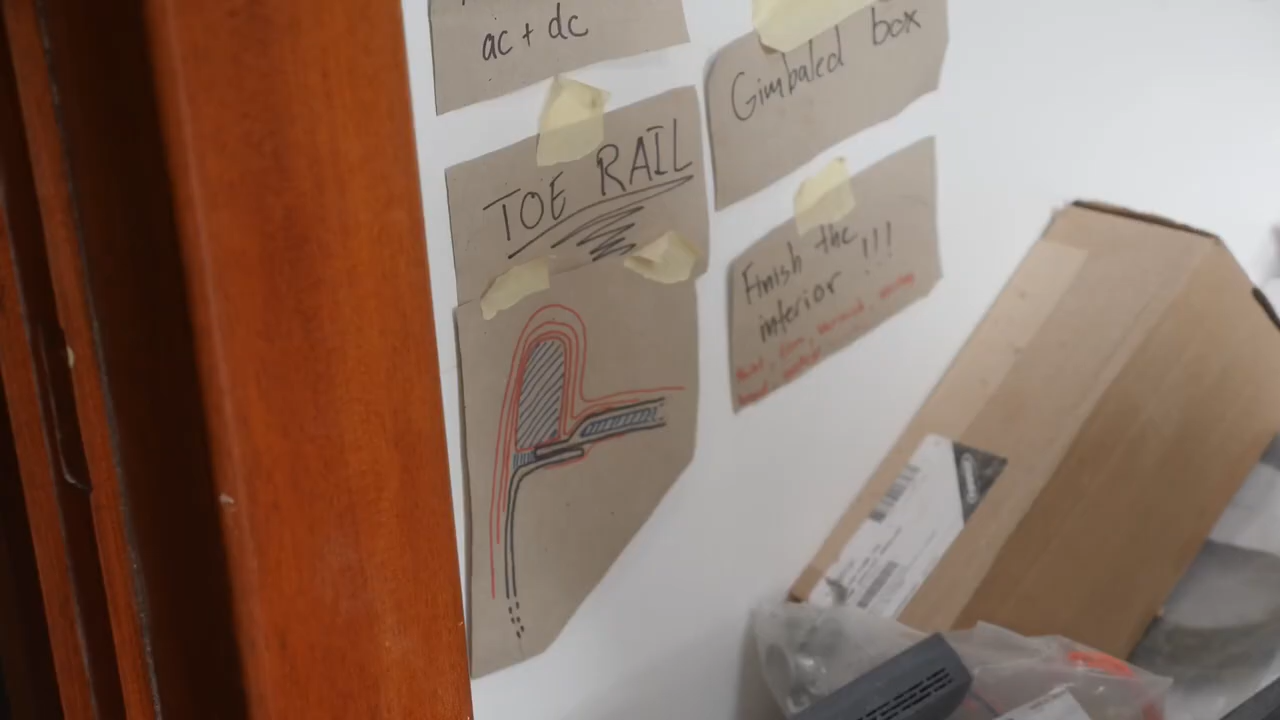 ac + dc
Gimbaled box
TOE RAIL
Finish the
interior !!!